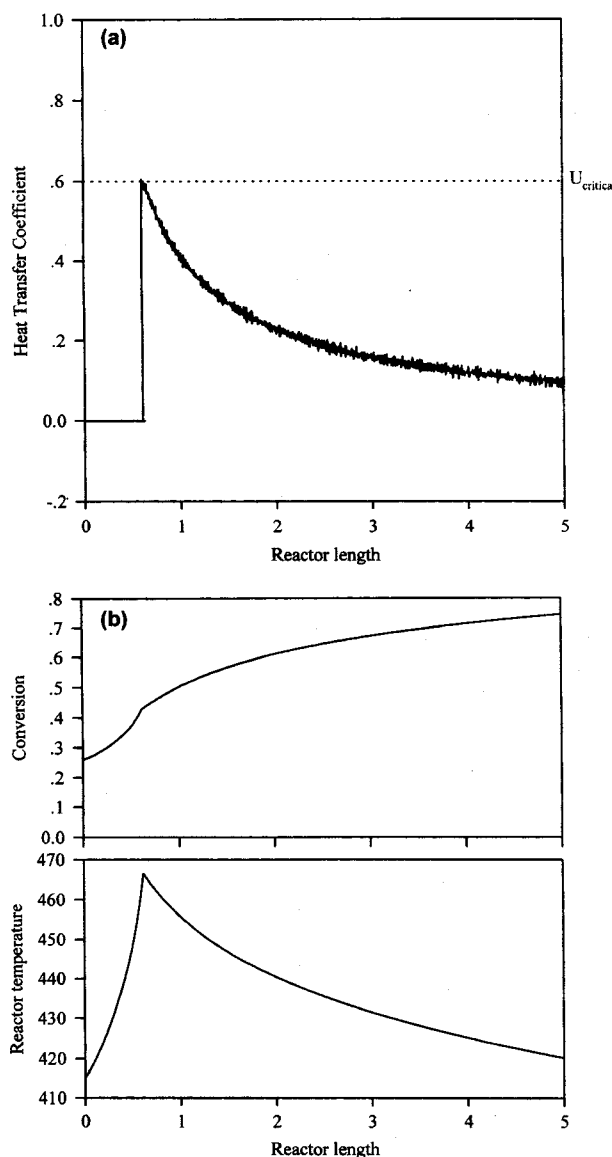 (a)
Heat Transfer Coefficient
1.0
.8
.6
.4
.2
0.0
-.2
U critica
0 1 2 3 4 5
Reactor length
(b)
Conversion
.8
.7
.6
.5
.4
.3
.2
.1
0.0
Reactor temperature
470
460
450
440
430
420
410
0 1 2 3 4 5
Reactor length